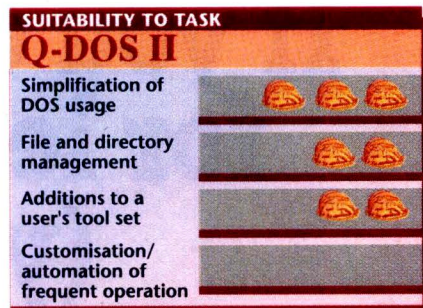 SUITABILITY TO TASK
Q-DOS II
Simplification of
DOS usage
File and directory
management
Additions to a
user's tool set
Customisation/
automation of
frequent operation